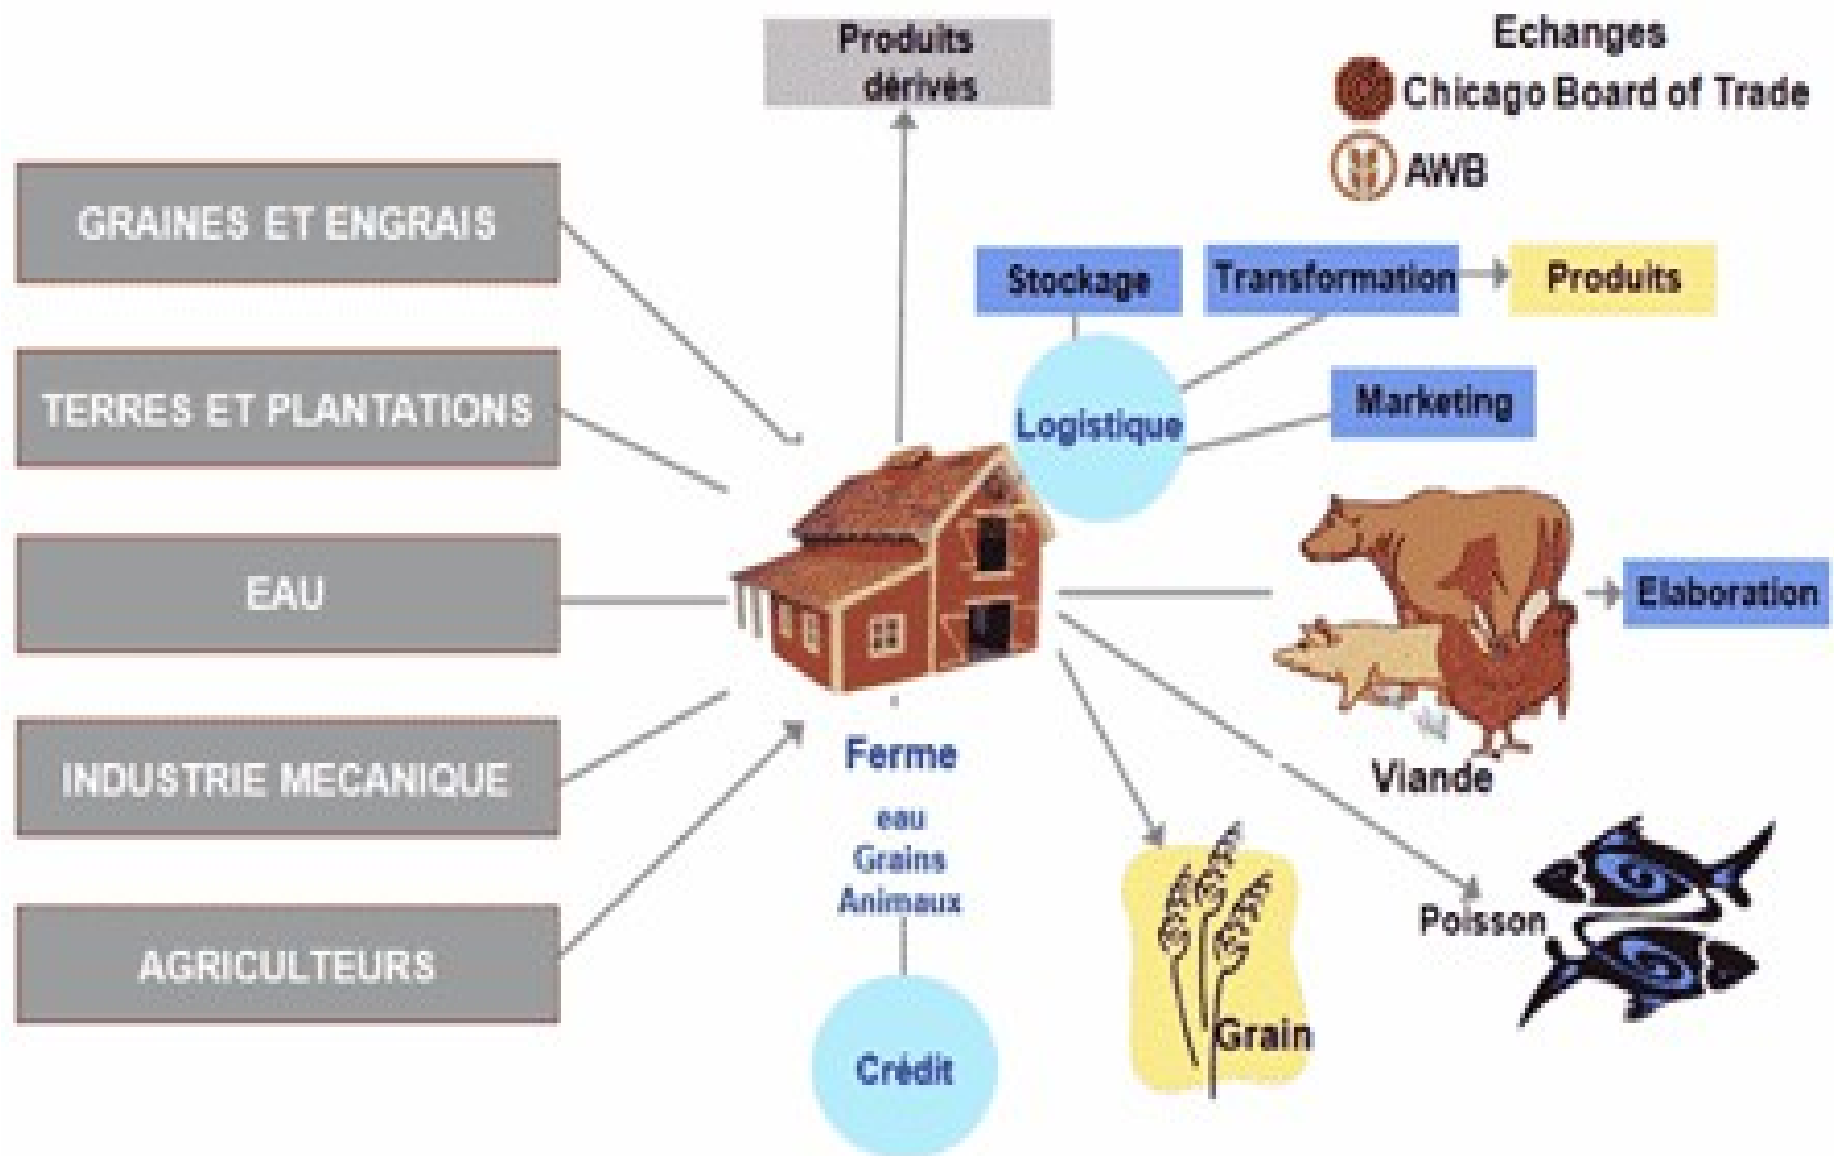 Produits
dérivés
Echanges
Chicago Board of Trade
AWB
GRAINES ET ENGRAIS
Stockage
Transformation
Produits
TERRES ET PLANTATIONS
Logistique
Marketing
EAU
Elaboration
INDUSTRIE MECANIQUE
Ferme
Viande
eau
Grains
Animaux
AGRICULTEURS
Poisson
Grain
Crédit